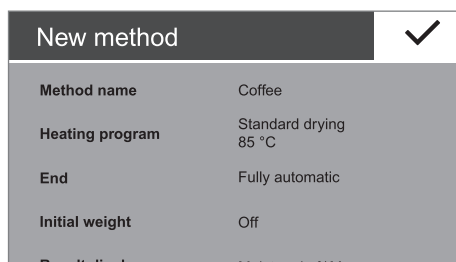 New method
Method name Coffee
Heating program Standard drying
85 °C
End Fully automatic
Initial weight Off